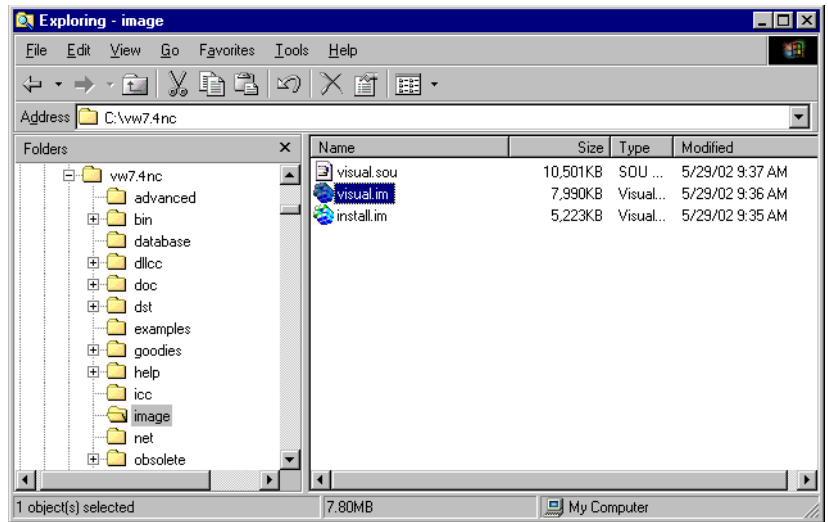 Exploring - image
File Edit View Go Favorites Tools Help
Address C:\vw7.4nc
Folders
vw7.4nc
advanced
bin
database
dllcc
doc
dst
examples
goodies
help
icc
image
net
obsolete
Name Size Type Modified
visual.sou 10,501KB SOU ... 5/29/02 9:37 AM
visual.im 7,990KB Visual... 5/29/02 9:36 AM
install.im 5,223KB Visual... 5/29/02 9:35 AM
1 object(s) selected 7.80MB My Computer